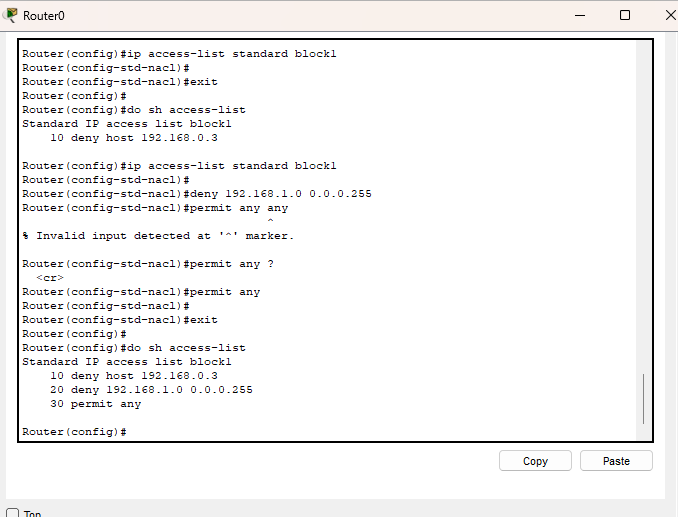 Router0
Router(config)#ip access-list standard block1
Router(config-std-nacl)#
Router(config-std-nacl)#exit
Router(config)#
Router(config)#do sh access-list
Standard IP access list block1
    10 deny host 192.168.0.3
Router(config)#ip access-list standard block1
Router(config-std-nacl)#
Router(config-std-nacl)#deny 192.168.1.0 0.0.0.255
Router(config-std-nacl)#permit any any
                                   ^
% Invalid input detected at '^' marker.
Router(config-std-nacl)#permit any ?
  <cr>
Router(config-std-nacl)#permit any
Router(config-std-nacl)#
Router(config-std-nacl)#exit
Router(config)#
Router(config)#do sh access-list
Standard IP access list block1
    10 deny host 192.168.0.3
    20 deny 192.168.1.0 0.0.0.255
    30 permit any
Router(config)#
Copy
Paste
Top